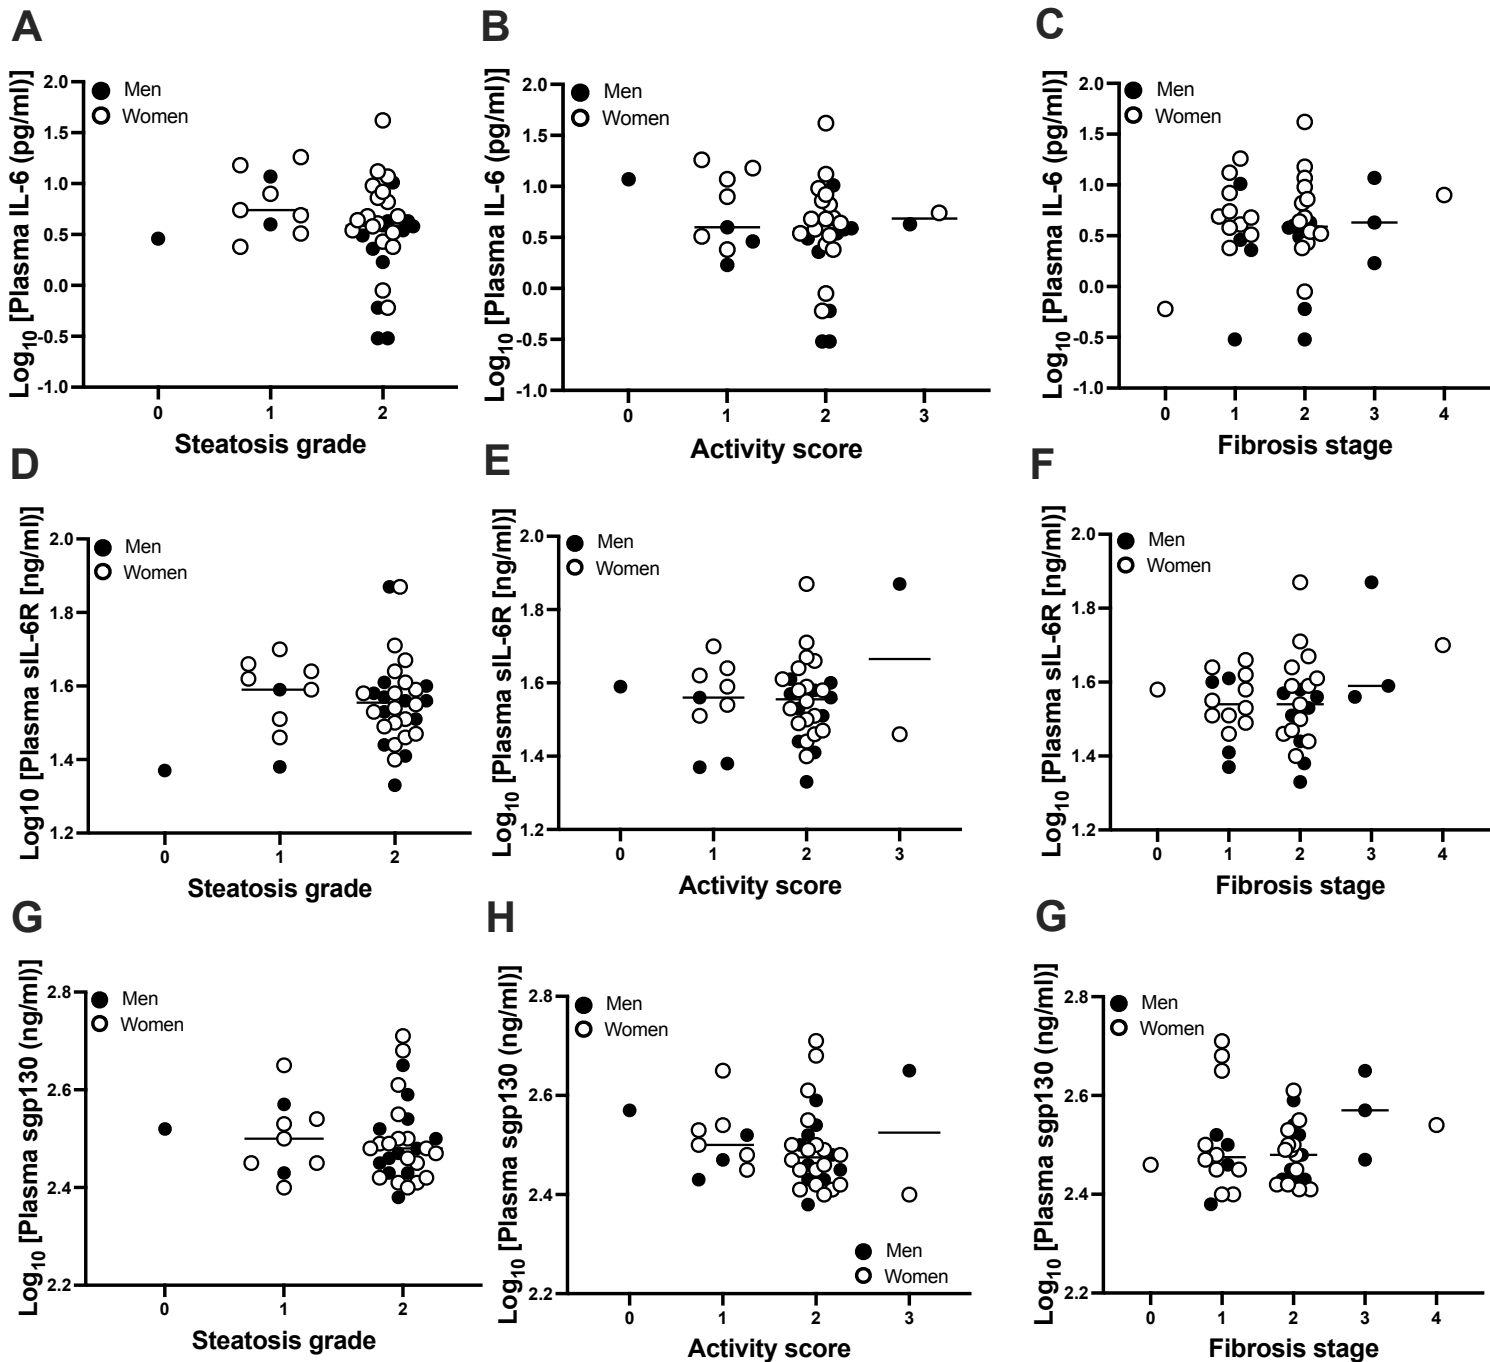 A
Log10 [Plasma IL-6 (pg/ml)]
2.0
1.5
1.0
0.5
0.0
-0.5
-1.0
Men
Women
0 1 2
Steatosis grade
B
Log10 [Plasma IL-6 (pg/ml)]
2.0
1.5
1.0
0.5
0.0
-0.5
-1.0
Men
Women
0 1 2 3
Activity score
C
Log10 [Plasma IL-6 (pg/ml)]
2.0
1.5
1.0
0.5
0.0
-0.5
-1.0
Men
Women
0 1 2 3 4
Fibrosis stage
D
Log10 [Plasma sIL-6R [ng/ml)]
2.0
1.8
1.6
1.4
1.2
Men
Women
0 1 2
Steatosis grade
E
Log10 [Plasma sIL-6R [ng/ml)]
2.0
1.8
1.6
1.4
1.2
Men
Women
0 1 2 3
Activity score
F
Log10 [Plasma sIL-6R [ng/ml)]
2.0
1.8
1.6
1.4
1.2
Men
Women
0 1 2 3 4
Fibrosis stage
G
Log10 [Plasma sgp130 (ng/ml)]
2.8
2.6
2.4
2.2
Men
Women
0 1 2
Steatosis grade
H
Log10 [Plasma sgp130 (ng/ml)]
2.8
2.6
2.4
2.2
Men
Women
Men
Women
0 1 2 3
Activity score
G
Log10 [Plasma sgp130 (ng/ml)]
2.8
2.6
2.4
2.2
Men
Women
0 1 2 3 4
Fibrosis stage